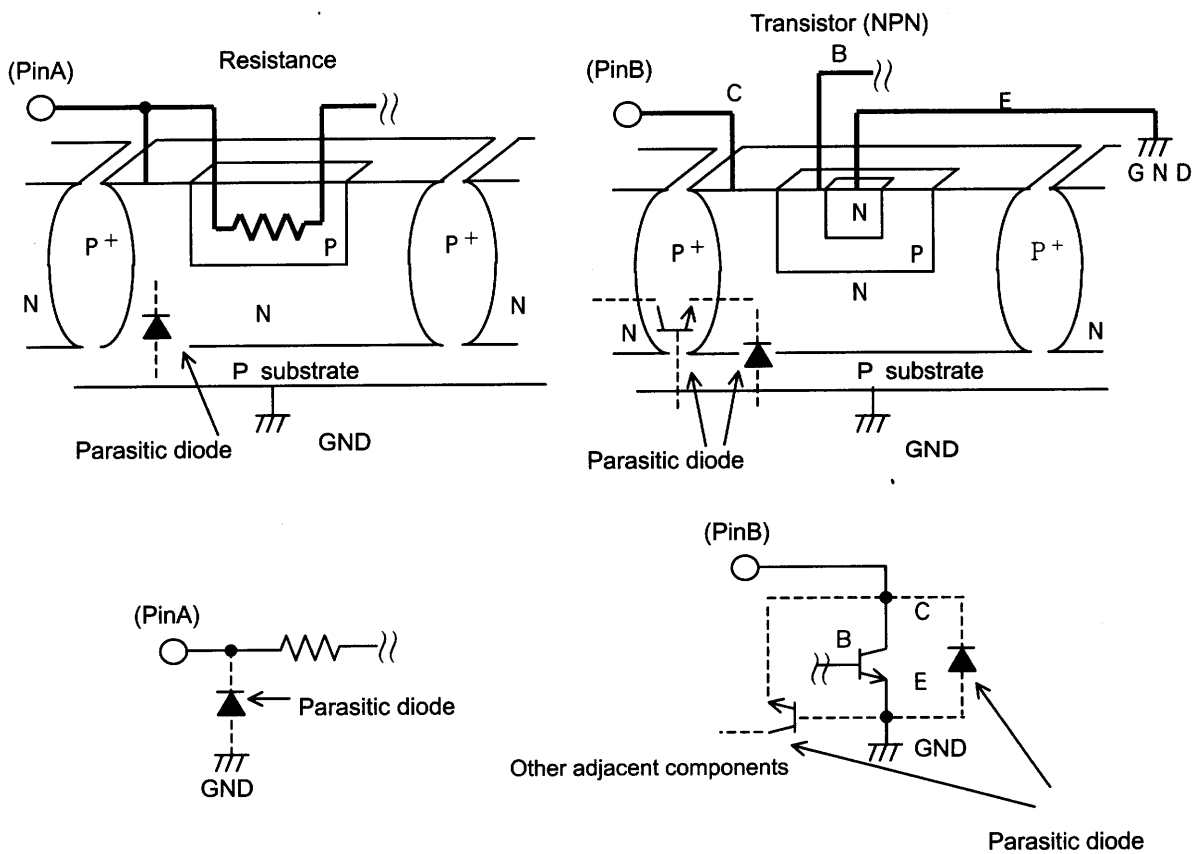 Transistor (NPN)
Resistance
(PinA)
(PinB)
B
C
E
GND
P+
P
P+
N
N
N
P substrate
GND
Parasitic diode
N
P+
P
P+
N
N
N
P substrate
GND
Parasitic diode
(PinB)
(PinA)
C
B
E
Parasitic diode
GND
GND
Other adjacent components
Parasitic diode